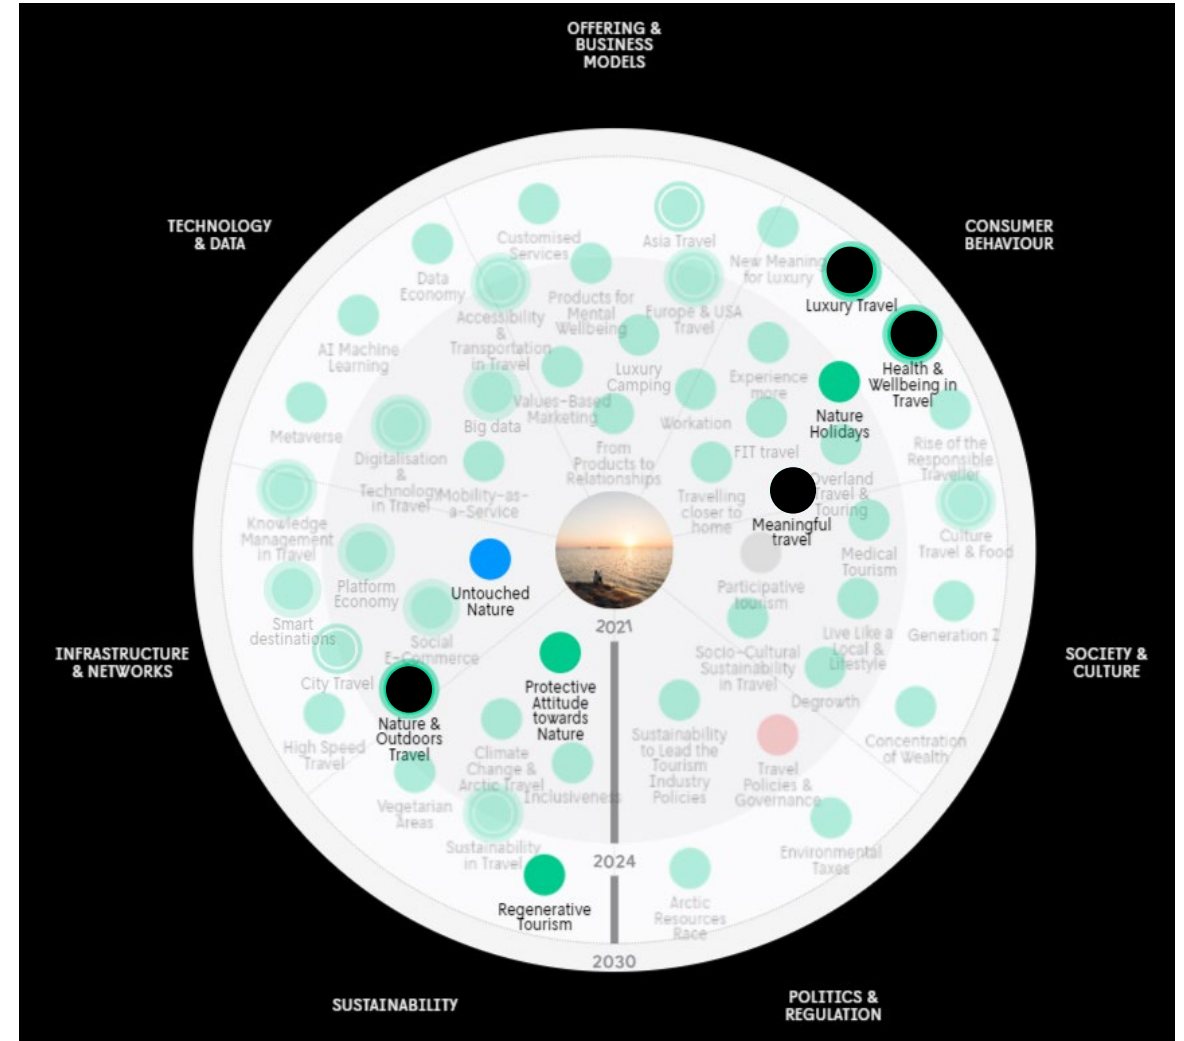 OFFERING &
BUSINESS
MODELS
TECHNOLOGY
& DATA
CONSUMER
BEHAVIOUR
Customised
Services
Asia Travel
New Meaning
for Luxury
Luxury Travel
Data
Economy
Products for
Mental
Wellbeing
Europe & USA
Travel
Accessibility
&
Transportation
in Travel
AI Machine
Learning
Luxury
Camping
Experience
more
Health &
Wellbeing in
Travel
Values-Based
Marketing
Big data
Workation
Nature
Holidays
Metaverse
From
Products to
Relationships
FIT travel
Rise of the
Responsible
Traveller
Digitalisation
&
Technology
in Travel
Mobility-as-
a-Service
Travelling
closer to
home
Overland
Travel &
Touring
Knowledge
Management
in Travel
Meaningful
travel
Culture
Travel & Food
Medical
Tourism
Platform
Economy
Untouched
Nature
Participative
tourism
Smart
destinations
2021
Live Like a
Local &
Lifestyle
Generation Z
Social
E-Commerce
Socio-Cultural
Sustainability
in Travel
INFRASTRUCTURE
& NETWORKS
SOCIETY &
CULTURE
City Travel
Protective
Attitude
towards
Nature
Degrowth
Nature &
Outdoors
Travel
High Speed
Travel
Climate
Change &
Arctic Travel
Sustainability
to Lead the
Tourism
Industry
Policies
Concentration
of Wealth
Travel
Policies &
Governance
Inclusiveness
Vegetarian
Areas
Sustainability
in Travel
2024
Environmental
Taxes
Regenerative
Tourism
Arctic
Resources
Race
2030
SUSTAINABILITY
POLITICS &
REGULATION